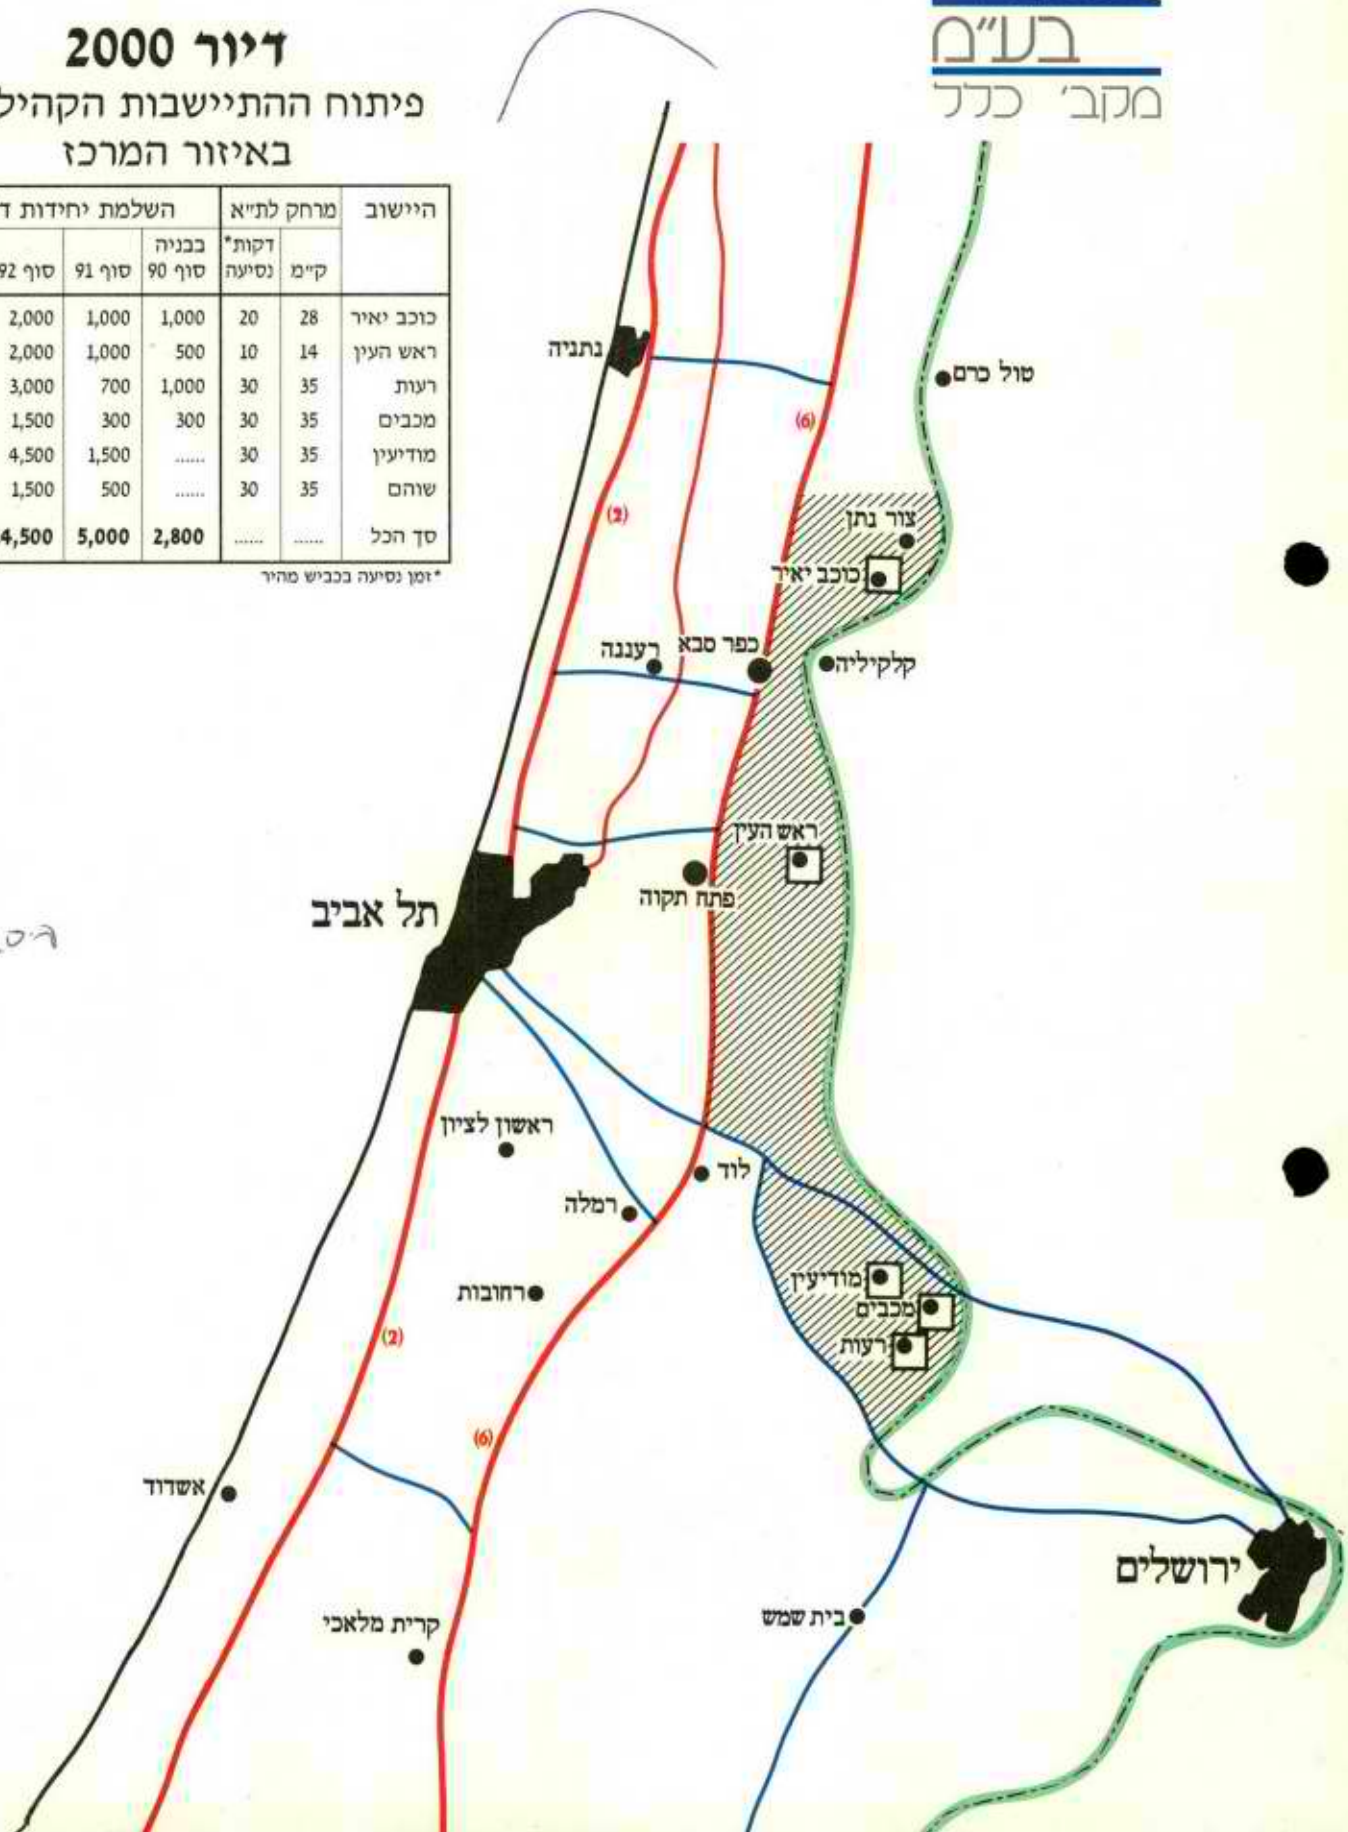 בע״מ
מקב׳ כלל
דיור 2000
פיתוח ההתיישבות הקהיל
באיזור המרכז
היישוב מרחק לת״א השלמת יחידות ד
ק״מ דקות* נסיעה בבניה סוף 90 סוף 91 סוף 92
כוכב יאיר 28 20 1,000 1,000 2,000
ראש העין 14 10 500 1,000 2,000
רעות 35 30 1,000 700 3,000
מכבים 35 30 300 300 1,500
מודיעין 35 30 ...... 1,500 4,500
שוהם 35 30 ...... 500 1,500
סך הכל ...... ...... 2,800 5,000 4,500
*זמן נסיעה בכביש מהיר
נתניה
טול כרם
(6)
(2)
צור נתן
כוכב יאיר
כפר סבא
רעננה
קלקיליה
ראש העין
פתח תקוה
תל אביב
ראשון לציון
לוד
רמלה
מודיעין
רחובות
מכבים
(2)
רעות
(6)
אשדוד
ירושלים
בית שמש
קרית מלאכי